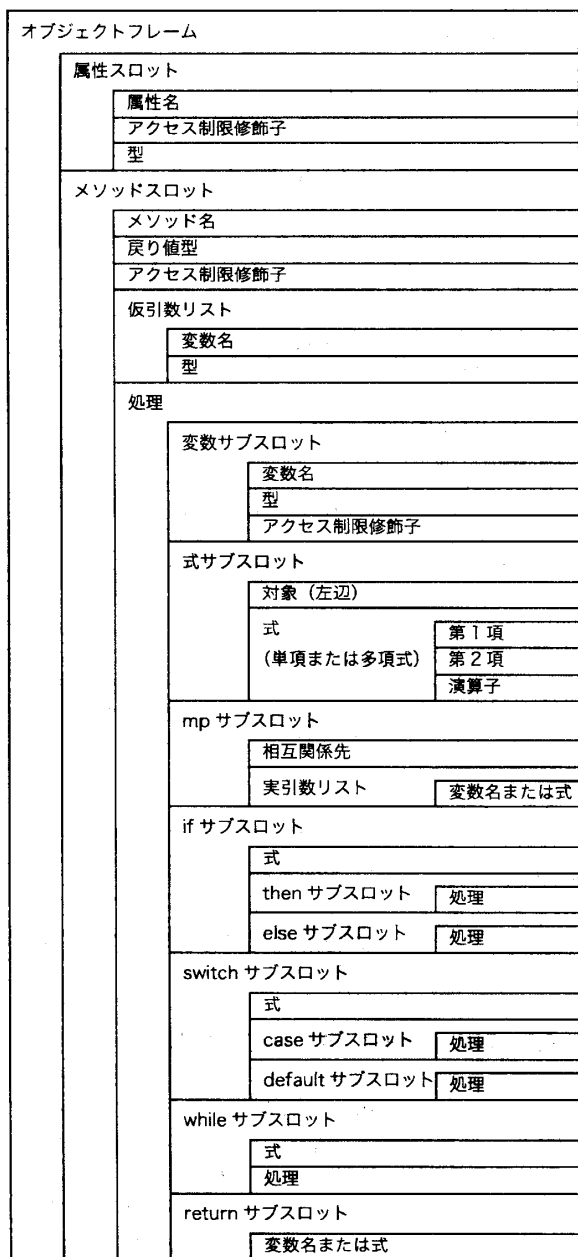 オブジェクトフレーム
属性スロット
属性名
アクセス制限修飾子
型
メソッドスロット
メソッド名
戻り値型
アクセス制限修飾子
仮引数リスト
変数名
型
処理
変数サブスロット
変数名
型
アクセス制限修飾子
式サブスロット
対象（左辺）
式
（単項または多項式）
第1項
第2項
演算子
mp サブスロット
相互関係先
実引数リスト
変数名または式
if サブスロット
式
then サブスロット
処理
else サブスロット
処理
switch サブスロット
式
case サブスロット
処理
default サブスロット
処理
while サブスロット
式
処理
return サブスロット
変数名または式